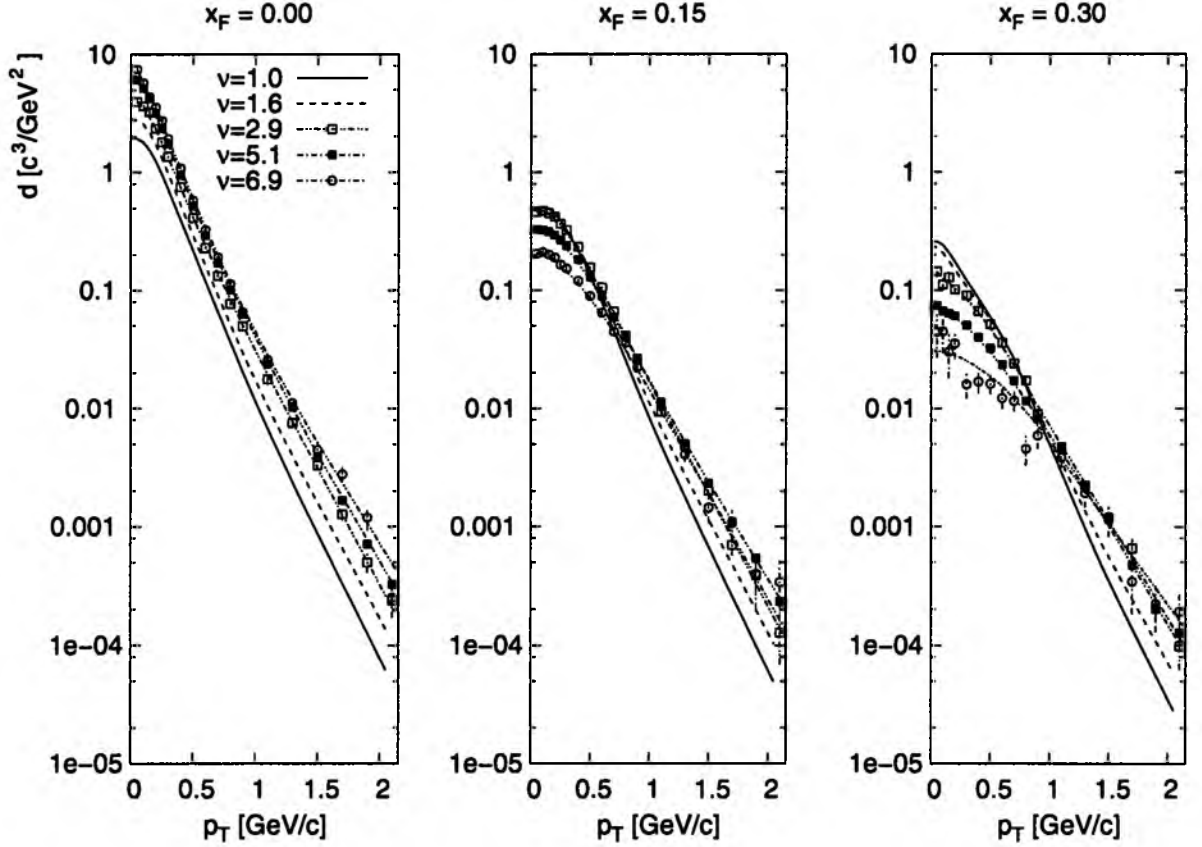 x_F = 0.00
x_F = 0.15
x_F = 0.30
d [c^3/GeV^2 ]
10
1
0.1
0.01
0.001
1e-04
1e-05
ν=1.0
ν=1.6
ν=2.9
ν=5.1
ν=6.9
0 0.5 1 1.5 2
p_T [GeV/c]
10
1
0.1
0.01
0.001
1e-04
1e-05
0 0.5 1 1.5 2
p_T [GeV/c]
10
1
0.1
0.01
0.001
1e-04
1e-05
0 0.5 1 1.5 2
p_T [GeV/c]